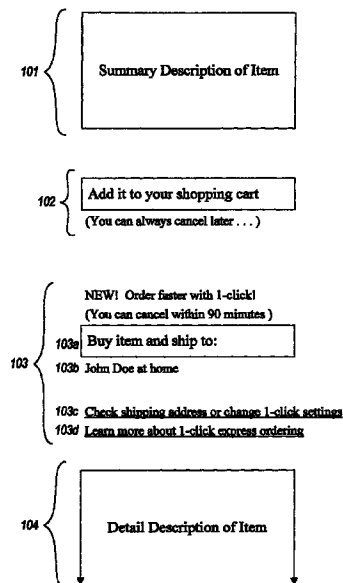 101
Summary Description of Item
102
Add it to your shopping cart
(You can always cancel later . . . )
NEW! Order faster with 1-click!
(You can cancel within 90 minutes )
103
103a
Buy item and ship to:
103b John Doe at home
103c Check shipping address or change 1-click settings
103d Learn more about 1-click express ordering
104
Detail Description of Item